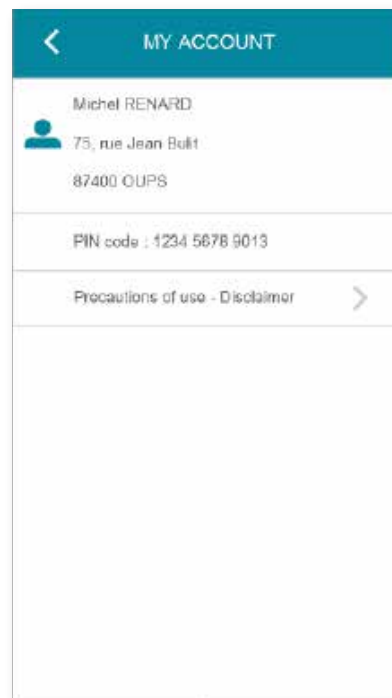 MY ACCOUNT
Michel RENARD
75, rue Jean Bulit
87400 OUPS
PIN code : 1234 5678 9013
Precautions of use - Disclaimer